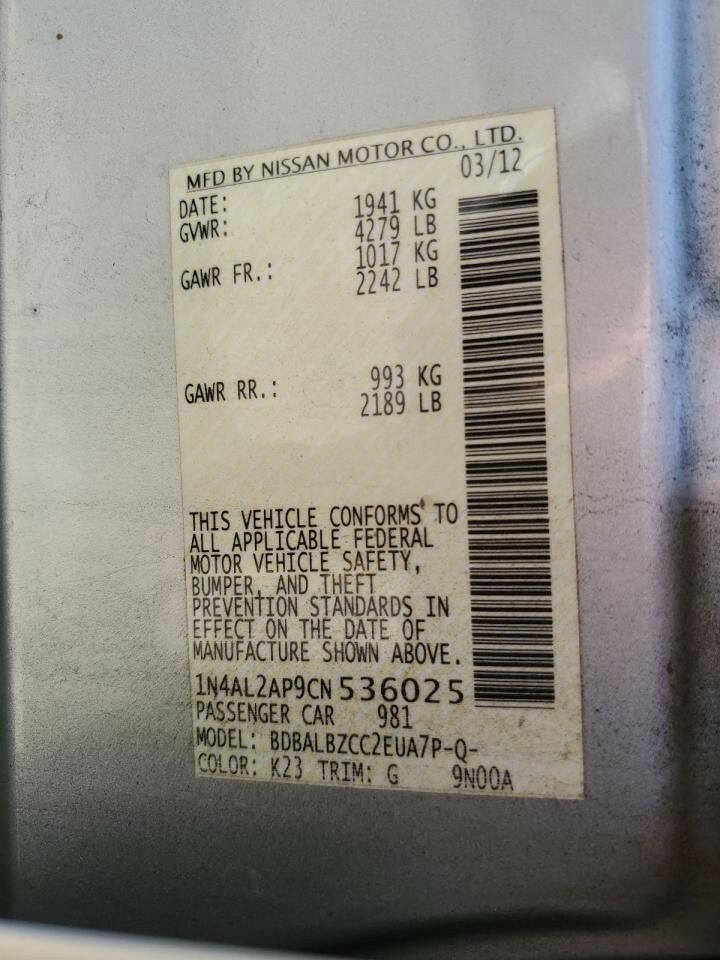 MFD BY NISSAN MOTOR CO., LTD.
DATE: 03/12
GVWR: 1941 KG
4279 LB
GAWR FR.: 1017 KG
2242 LB
GAWR RR.: 993 KG
2189 LB
THIS VEHICLE CONFORMS TO
ALL APPLICABLE FEDERAL
MOTOR VEHICLE SAFETY,
BUMPER, AND THEFT
PREVENTION STANDARDS IN
EFFECT ON THE DATE OF
MANUFACTURE SHOWN ABOVE.
1N4AL2AP9CN536025
PASSENGER CAR 981
MODEL: BDBALBZCC2EUA7P-Q-
COLOR: K23 TRIM: G 9N00A